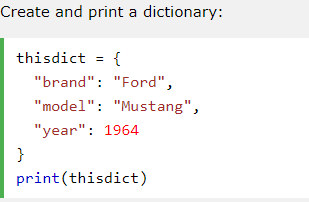 Create and print a dictionary:
thisdict = {
  "brand": "Ford",
  "model": "Mustang",
  "year": 1964
}
print(thisdict)